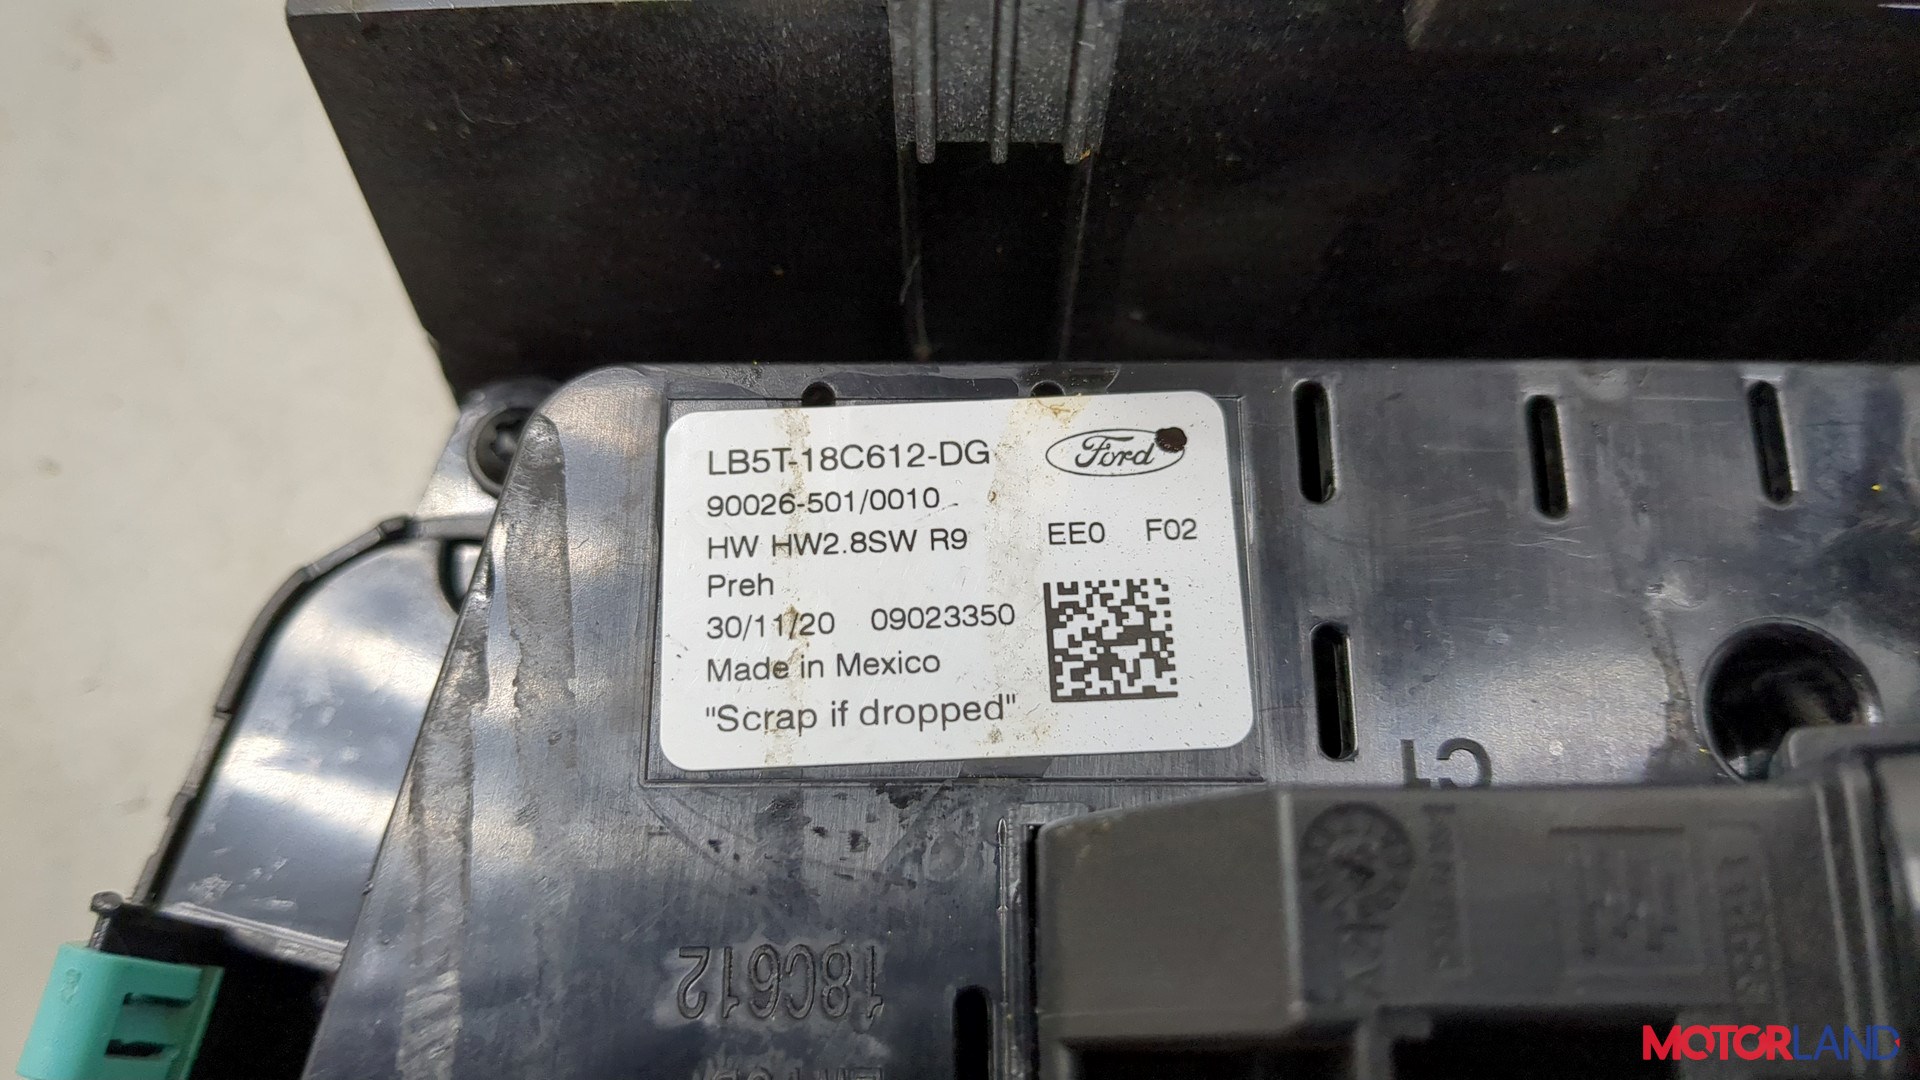 LB5T-18C612-DG
Ford
90026-501/0010
HW HW2.8SW R9
EE0 F02
Preh
30/11/20 09023350
Made in Mexico
"Scrap if dropped"
C1
18C612
MOTORLAND